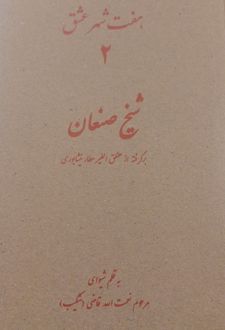 هفت شهر عشق
۲
شیخ صنعان
برگرفته از منطق الطیر عطار نیشابوری
به قلم شیوای
مرحوم نعمت الله قاضی (شکیب)